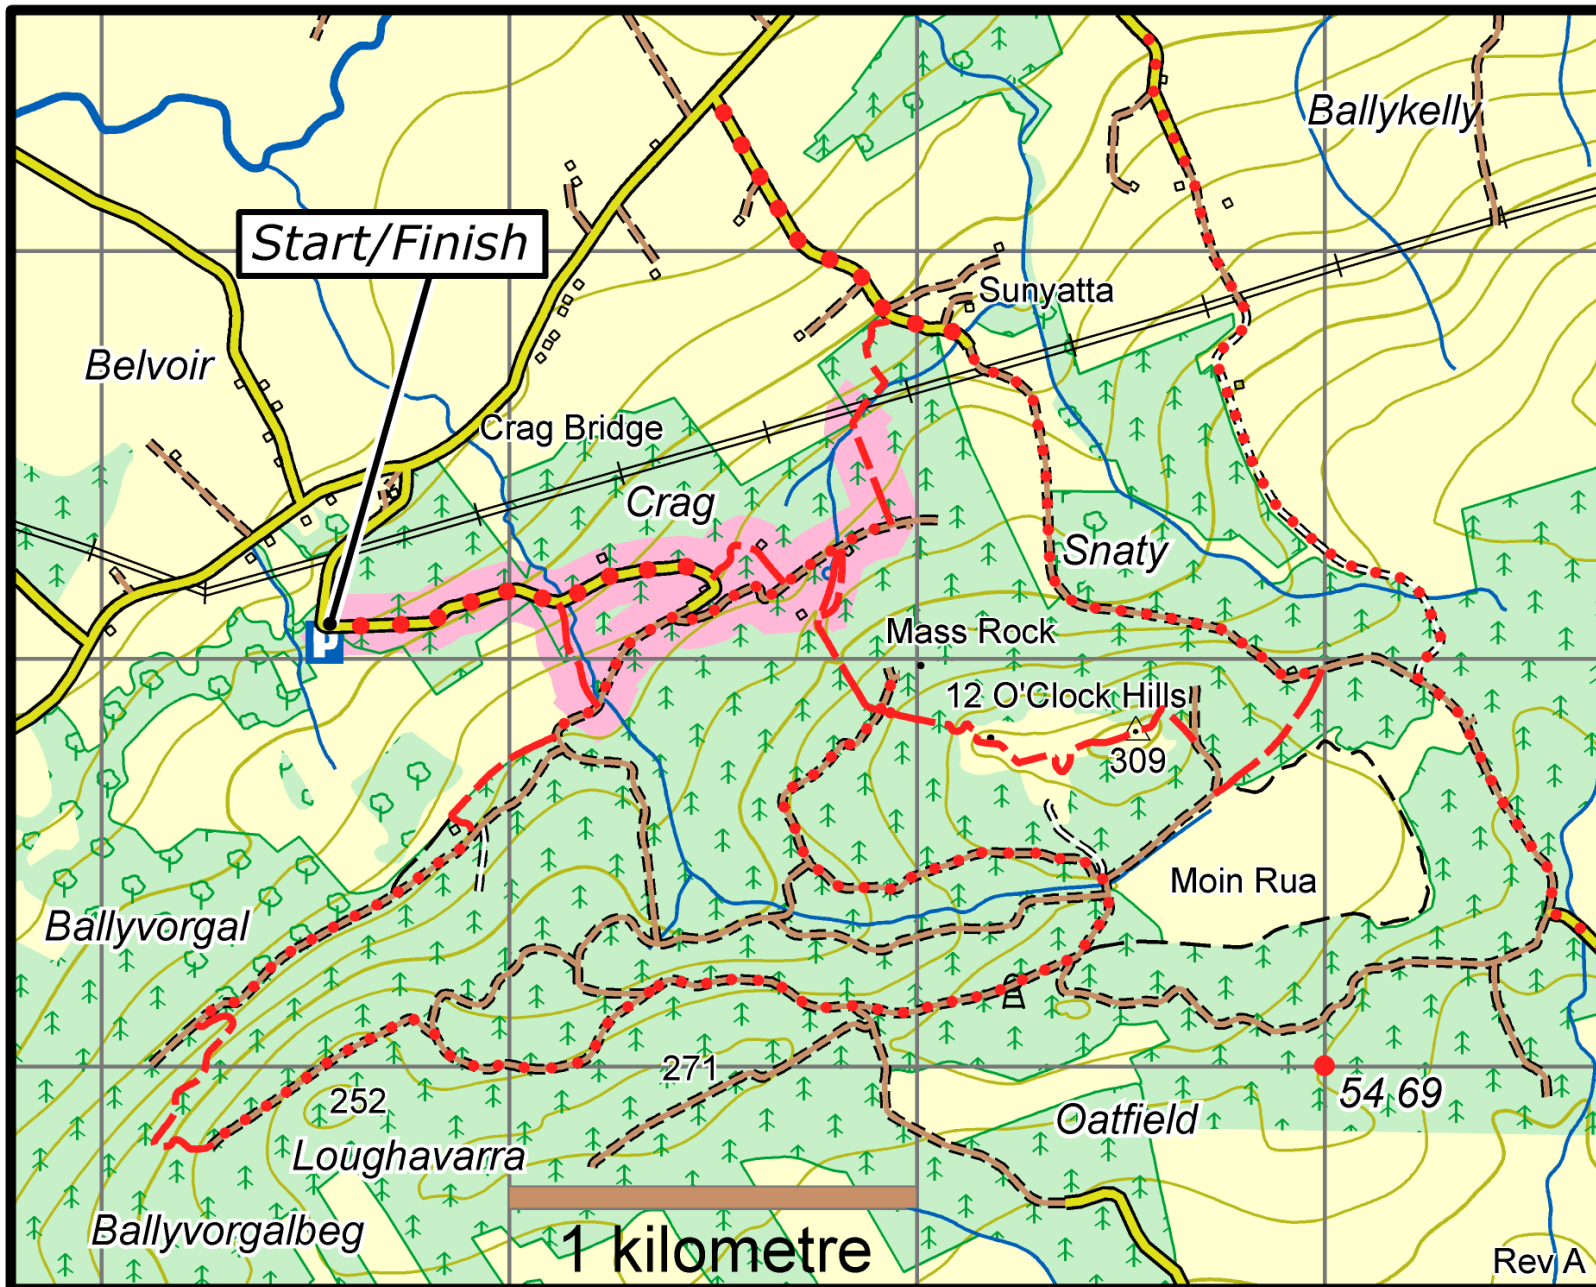 Ballykelly
Start/Finish
Sunyatta
Belvoir
Crag Bridge
Crag
Snaty
P
Mass Rock
12 O'Clock Hills
309
Moin Rua
Ballyvorgal
271
252
54 69
Oatfield
Loughavarra
Ballyvorgalbeg
1 kilometre
Rev A